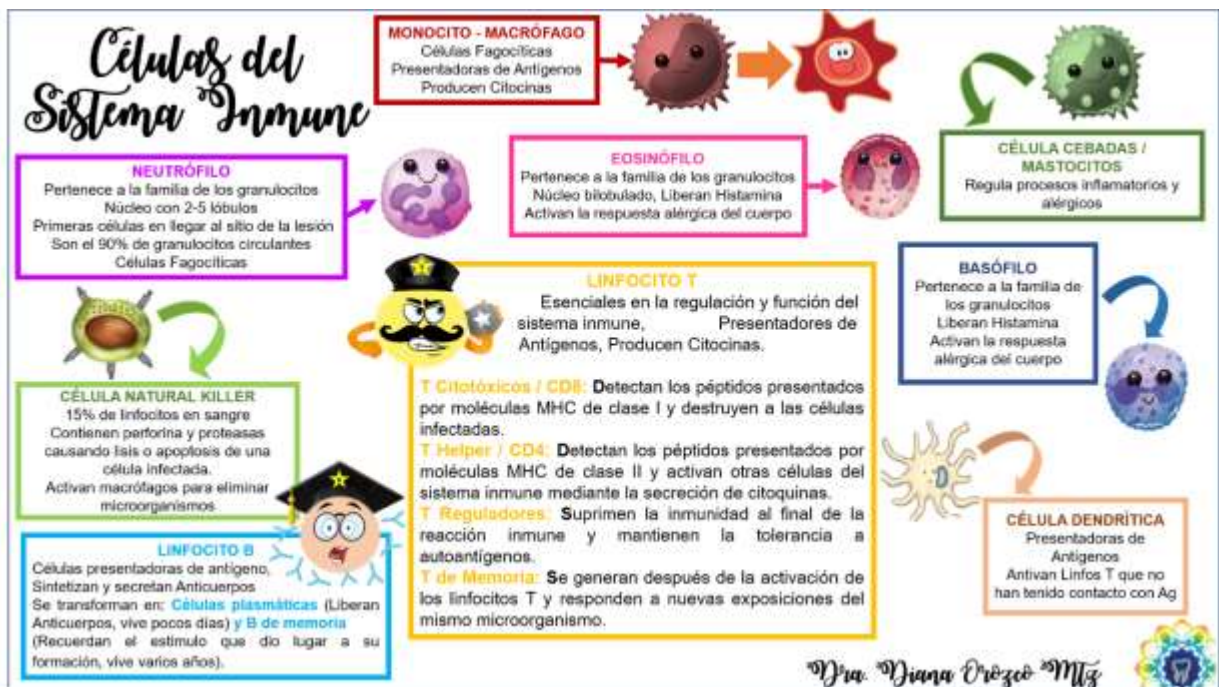 Células del
Sistema Inmune
MONOCITO - MACRÓFAGO
Células Fagocíticas
Presentadoras de Antígenos
Producen Citocinas
NEUTRÓFILO
Pertenece a la familia de los granulocitos
Núcleo con 2-5 lóbulos
Primeras células en llegar al sitio de la lesión
Son el 90% de granulocitos circulantes
Células Fagocíticas
EOSINÓFILO
Pertenece a la familia de los granulocitos
Núcleo bilobulado, Liberan Histamina
Activan la respuesta alérgica del cuerpo
CÉLULA CEBADAS /
MASTOCITOS
Regula procesos inflamatorios y
alérgicos
BASÓFILO
Pertenece a la familia de
los granulocitos
Liberan Histamina
Activan la respuesta
alérgica del cuerpo
LINFOCITO T
Esenciales en la regulación y función del
sistema inmune, Presentadores de
Antígenos, Producen Citocinas.
T Citotóxicos / CD8: Detectan los péptidos presentados
por moléculas MHC de clase I y destruyen a las células
infectadas.
T Helper / CD4: Detectan los péptidos presentados por
moléculas MHC de clase II y activan otras células del
sistema inmune mediante la secreción de citoquinas.
T Reguladores: Suprimen la inmunidad al final de la
reacción inmune y mantienen la tolerancia a
autoantígenos.
T de Memoria: Se generan después de la activación de
los linfocitos T y responden a nuevas exposiciones del
mismo microorganismo.
CÉLULA NATURAL KILLER
15% de linfocitos en sangre
Contienen perforina y proteasas
causando lisis o apoptosis de una
célula infectada.
Activan macrófagos para eliminar
microorganismos
LINFOCITO B
Células presentadoras de antígeno,
Sintetizan y secretan Anticuerpos
Se transforman en: Células plasmáticas (Liberan
Anticuerpos, vive pocos días) y B de memoria
(Recuerdan el estimulo que dio lugar a su
formación, vive varios años).
CÉLULA DENDRÍTICA
Presentadoras de
Antígenos
Antivan Linfos T que no
han tenido contacto con Ag
Dra. Diana Orozco Mtz